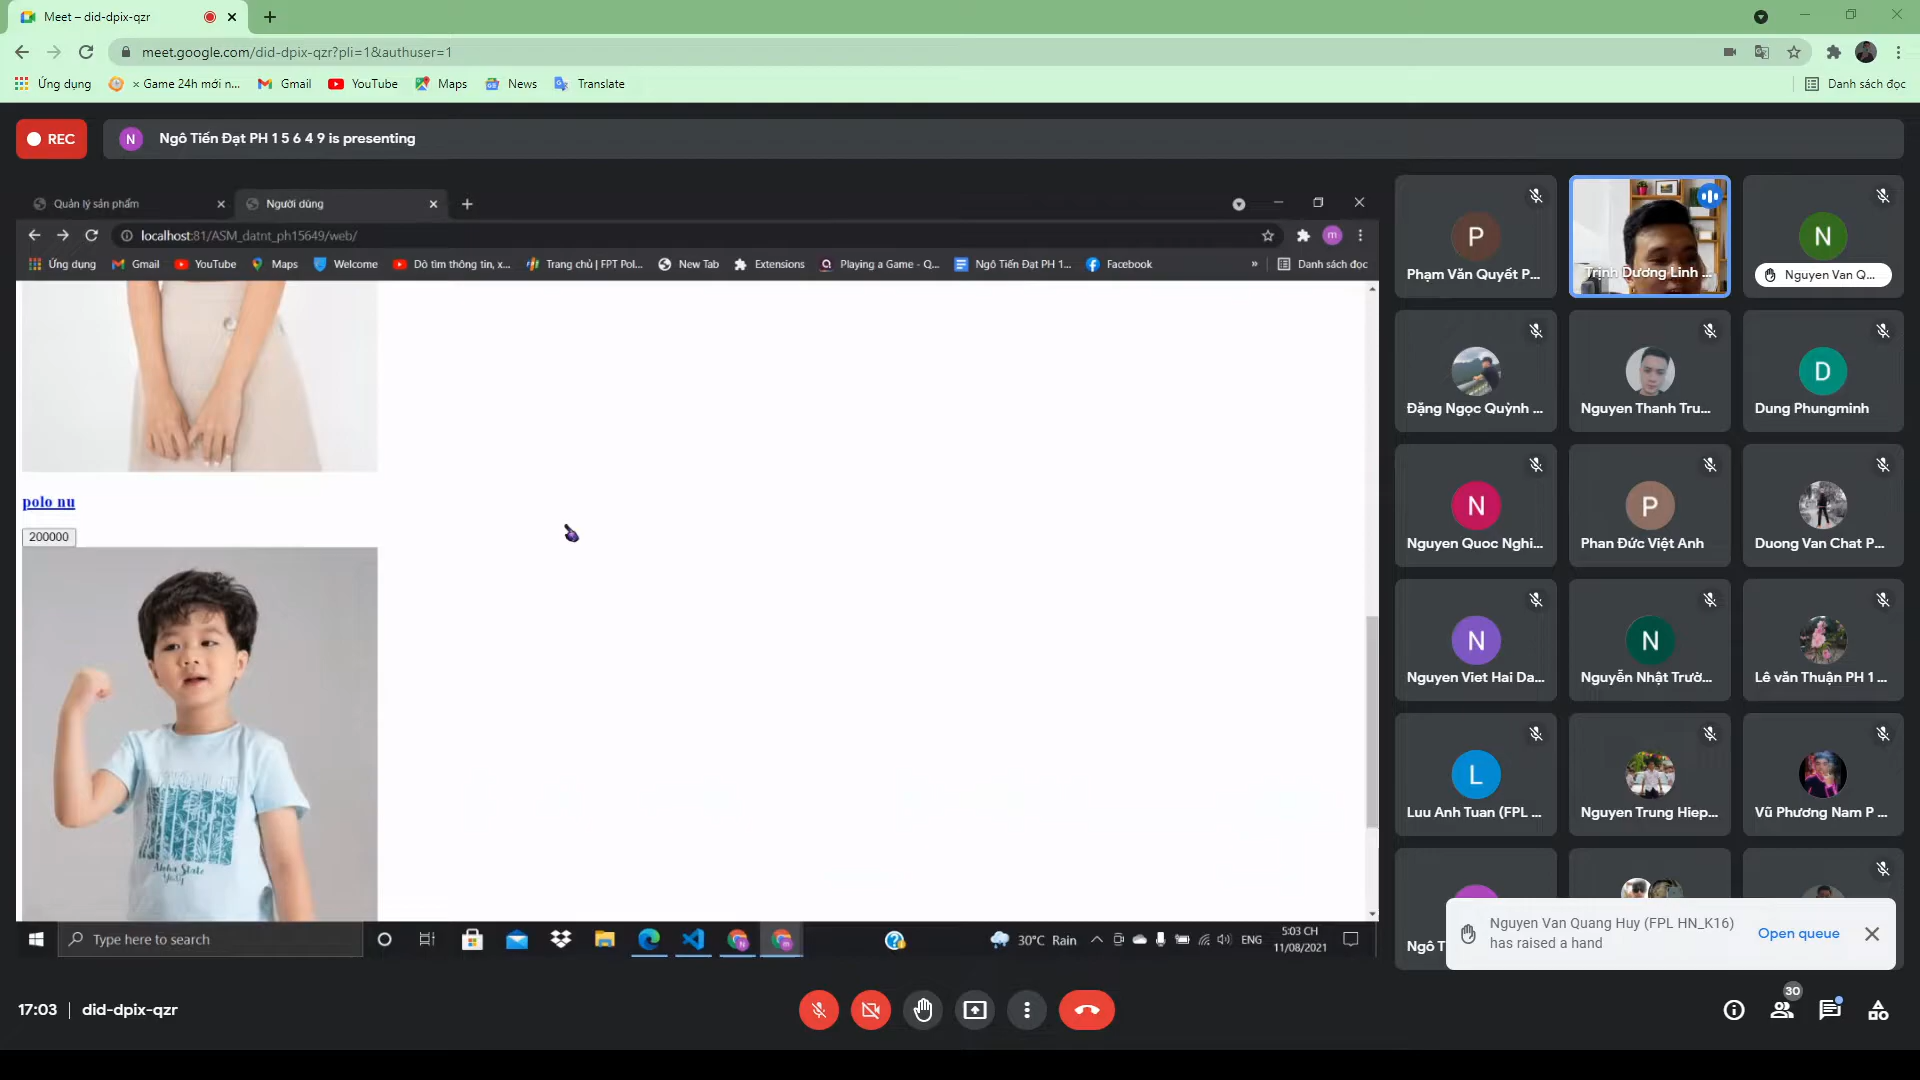 Meet – did-dpix-qzr
meet.google.com/did-dpix-qzr?pli=1&authuser=1
Ứng dụng
× Game 24h mới n...
Gmail
YouTube
Maps
News
Translate
Danh sách đọc
REC
N
Ngô Tiến Đạt PH 1 5 6 4 9 is presenting
Quản lý sản phẩm
Người dùng
localhost:81/ASM_datnt_ph15649/web/
m
Ứng dụng
Gmail
YouTube
Maps
Welcome
Dò tìm thông tin, x...
Trang chủ | FPT Pol...
New Tab
Extensions
Playing a Game - Q...
Ngô Tiến Đạt PH 1...
Facebook
»
Danh sách đọc
polo nu
200000
Aloha State
Type here to search
30°C Rain
ENG
5:03 CH
11/08/2021
P
Phạm Văn Quyết P...
Trịnh Dương Linh ...
N
Nguyen Van Q...
Đặng Ngọc Quỳnh ...
Nguyen Thanh Tru...
D
Dung Phungminh
N
Nguyen Quoc Nghi...
P
Phan Đức Việt Anh
Duong Van Chat P...
N
Nguyen Viet Hai Da...
N
Nguyễn Nhật Trườ...
Lê văn Thuận PH 1 ...
L
Luu Anh Tuan (FPL ...
Nguyen Trung Hiep...
Vũ Phương Nam P ...
Ngô T
Nguyen Van Quang Huy (FPL HN_K16)
has raised a hand
Open queue
17:03 | did-dpix-qzr
30